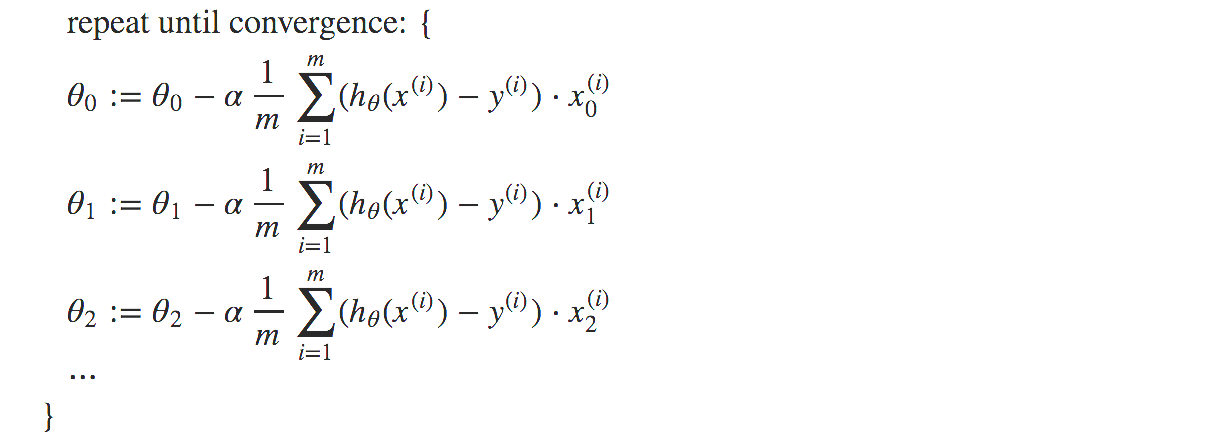 repeat until convergence: {
θ₀ := θ₀ − α 1/m ∑_{i=1}^{m} (h_θ(x^{(i)}) − y^{(i)}) · x₀^{(i)}
θ₁ := θ₁ − α 1/m ∑_{i=1}^{m} (h_θ(x^{(i)}) − y^{(i)}) · x₁^{(i)}
θ₂ := θ₂ − α 1/m ∑_{i=1}^{m} (h_θ(x^{(i)}) − y^{(i)}) · x₂^{(i)}
...
}